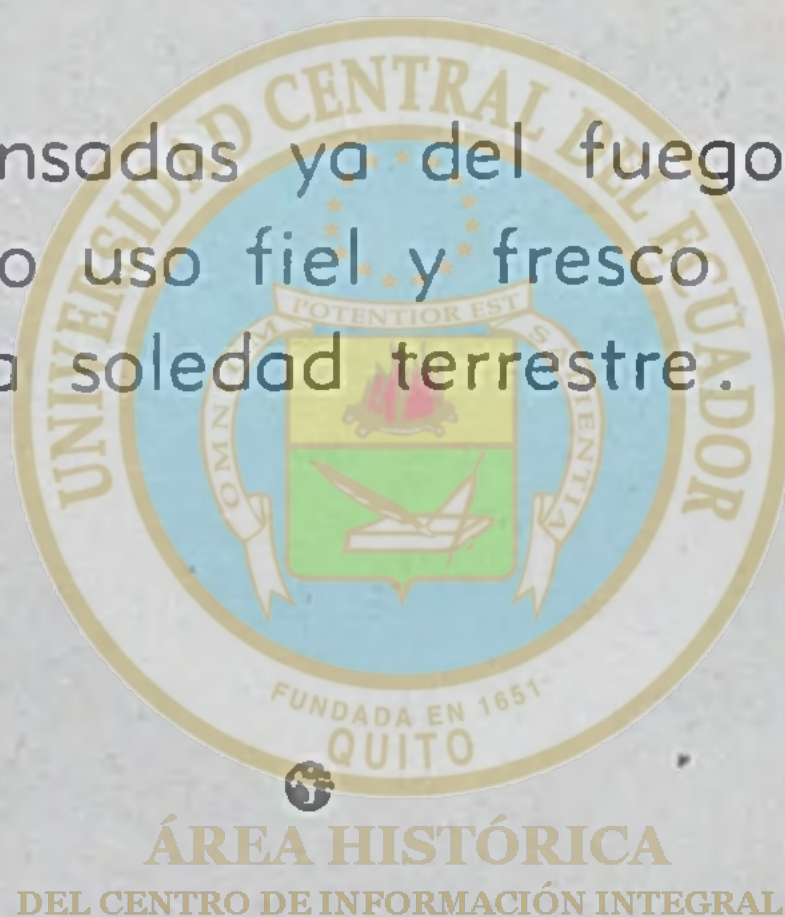 nsadas ya del fuego
o uso fiel y fresco
a soledad terrestre.
UNIVERSIDAD CENTRAL DEL ECUADOR
OMNIUM POTENTIOR EST SAPIENTIA
FUNDADA EN 1651
QUITO
ÁREA HISTÓRICA
DEL CENTRO DE INFORMACIÓN INTEGRAL